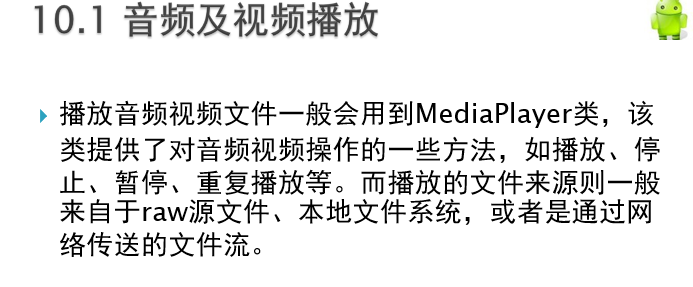 10.1 音频及视频播放
播放音频视频文件一般会用到MediaPlayer类，该
类提供了对音频视频操作的一些方法，如播放、停
止、暂停、重复播放等。而播放的文件来源则一般
来自于raw源文件、本地文件系统，或者是通过网
络传送的文件流。